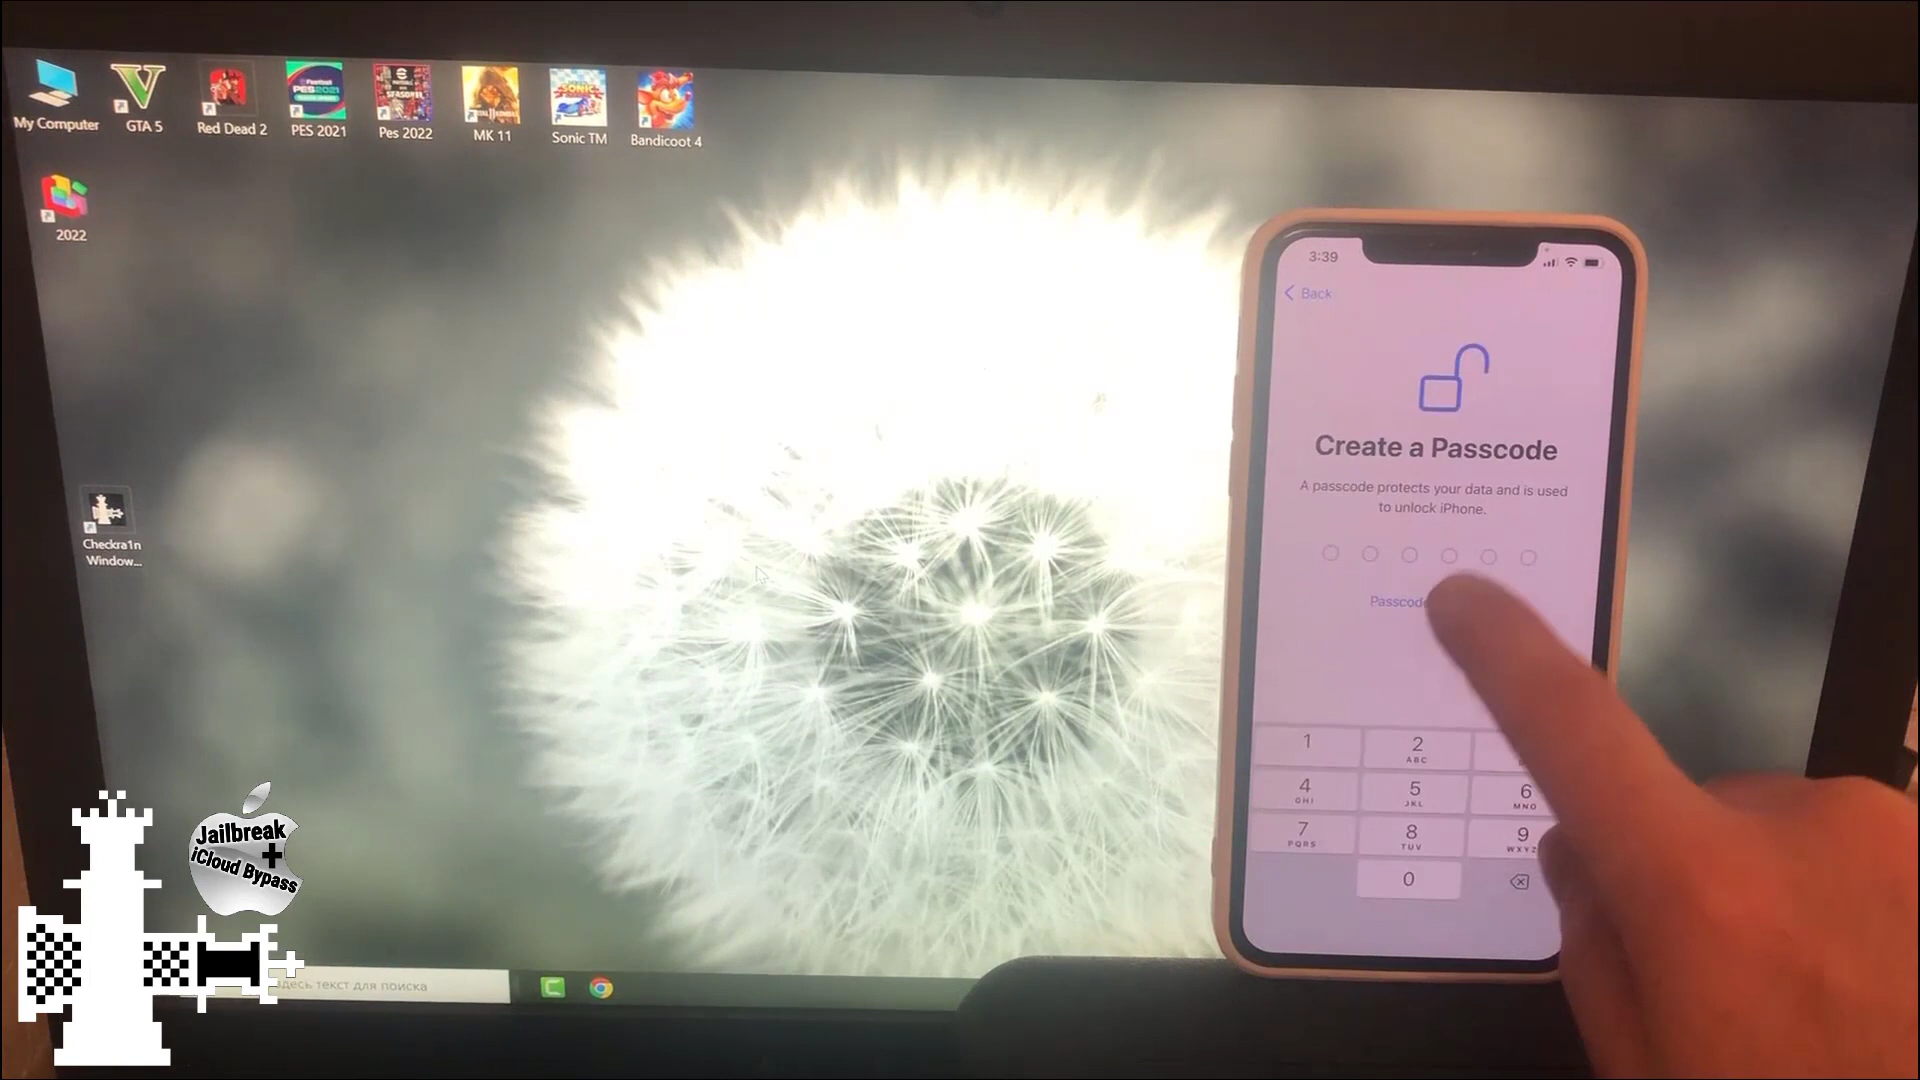 My Computer
GTA 5
Red Dead 2
PES 2021
Pes 2022
MK 11
Sonic TM
Bandicoot 4
2022
Checkra1n
Window...
Jailbreak
+
iCloud Bypass
текст для поиска
3:39
Back
Create a Passcode
A passcode protects your data and is used
to unlock iPhone.
1
2
ABC
4
GHI
5
JKL
6
MNO
7
PQRS
8
TUV
9
WXYZ
0